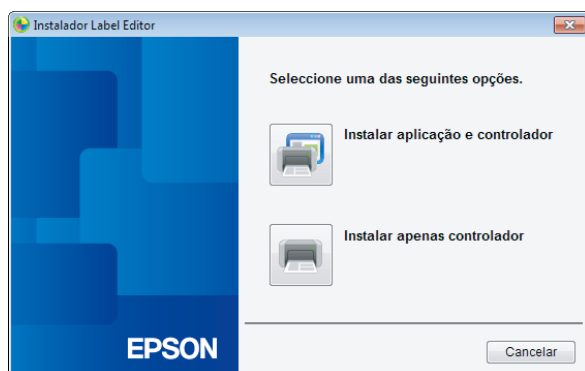 Instalador Label Editor
Seleccione uma das seguintes opções.
Instalar aplicação e controlador
Instalar apenas controlador
EPSON
Cancelar